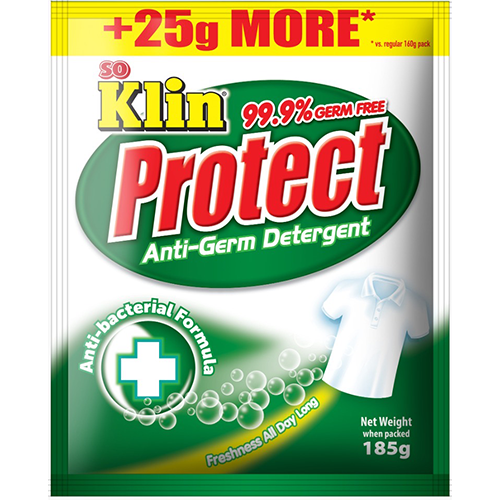 +25g MORE*
* vs. regular 160g pack
SO
Klin®
99.9% GERM FREE
Protect
Anti-Germ Detergent
Anti-bacterial Formula
Freshness All Day Long
Net Weight
when packed
185g